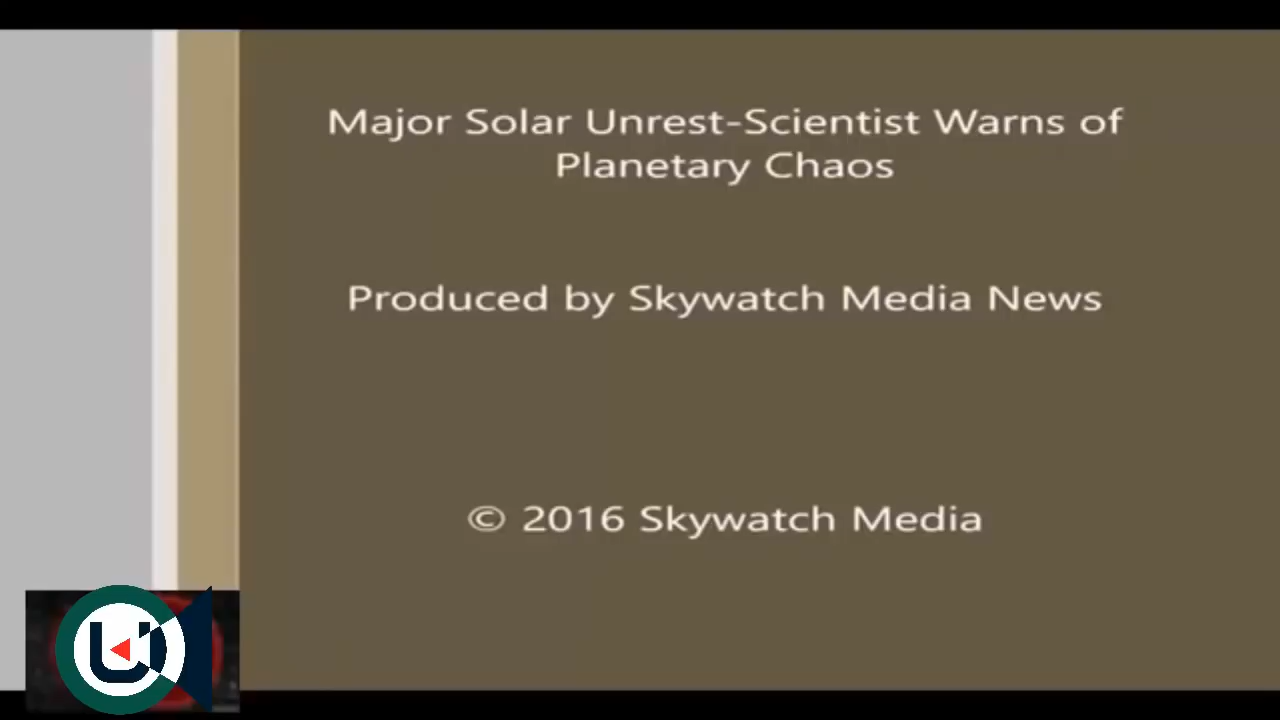 Major Solar Unrest-Scientist Warns of
Planetary Chaos
Produced by Skywatch Media News
© 2016 Skywatch Media